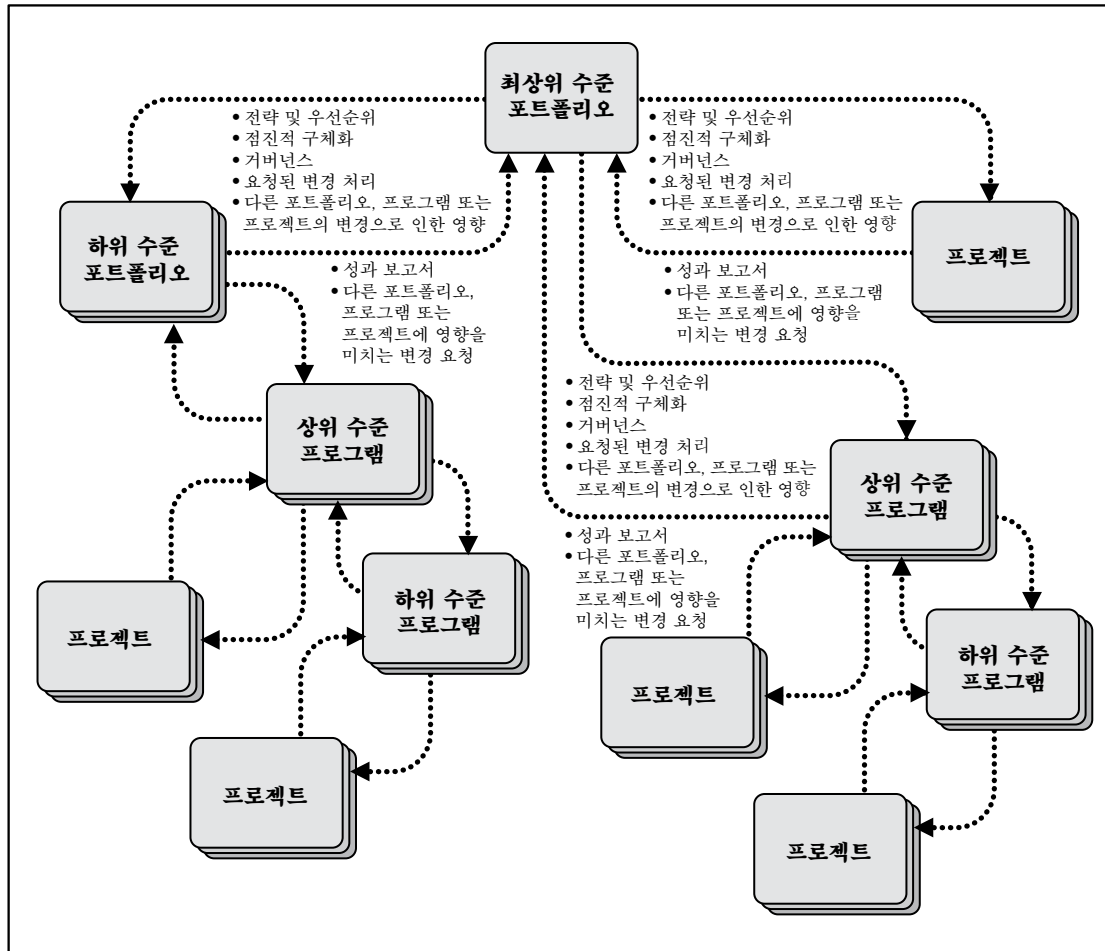 최상위 수준
포트폴리오
• 전략 및 우선순위
• 점진적 구체화
• 거버넌스
• 요청된 변경 처리
• 다른 포트폴리오, 프로그램 또는
프로젝트의 변경으로 인한 영향
• 전략 및 우선순위
• 점진적 구체화
• 거버넌스
• 요청된 변경 처리
• 다른 포트폴리오, 프로그램 또는
프로젝트의 변경으로 인한 영향
하위 수준
포트폴리오
프로젝트
• 성과 보고서
• 다른 포트폴리오,
프로그램 또는
프로젝트에 영향을
미치는 변경 요청
• 성과 보고서
• 다른 포트폴리오, 프로그램
또는 프로젝트에 영향을
미치는 변경 요청
상위 수준
프로그램
• 전략 및 우선순위
• 점진적 구체화
• 거버넌스
• 요청된 변경 처리
• 다른 포트폴리오, 프로그램 또는
프로젝트의 변경으로 인한 영향
상위 수준
프로그램
• 성과 보고서
• 다른 포트폴리오,
프로그램 또는
프로젝트에 영향을
미치는 변경 요청
하위 수준
프로그램
프로젝트
하위 수준
프로그램
프로젝트
프로젝트
프로젝트